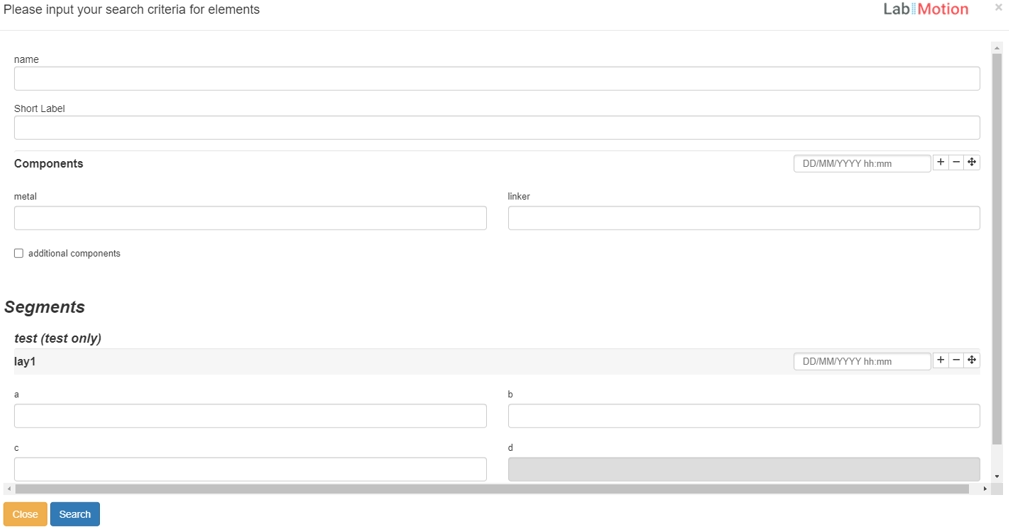 Please input your search criteria for elements
LabMotion ×
name
Short Label
Components DD/MM/YYYY hh:mm + −
metal linker
additional components
Segments
test (test only)
lay1 DD/MM/YYYY hh:mm + −
a b
c d
Close Search